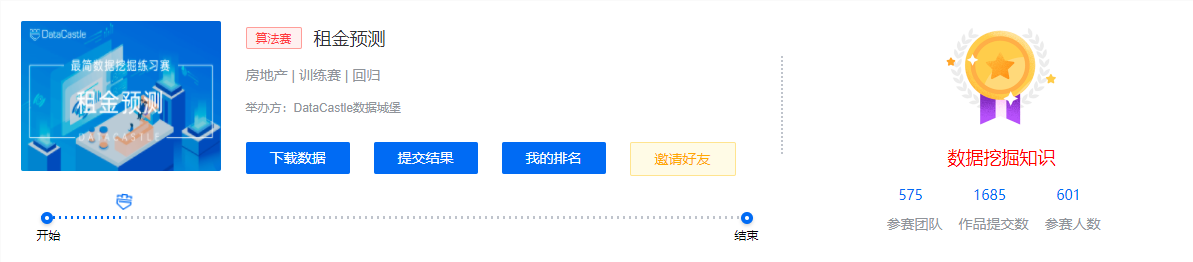 DataCastle
最简数据挖掘练习赛
租金预测
DATACASTLE
算法赛 租金预测
房地产 | 训练赛 | 回归
举办方：DataCastle数据城堡
下载数据 提交结果 我的排名 邀请好友
开始 结束
数据挖掘知识
575 1685 601
参赛团队 作品提交数 参赛人数